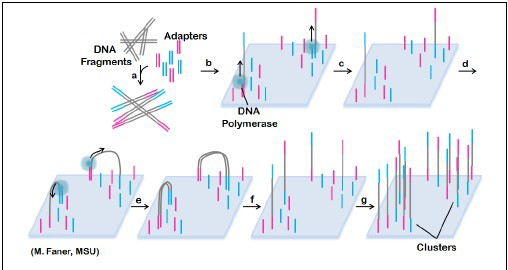 DNA
Fragments
Adapters
a
b
c
d
DNA
Polymerase
e
f
g
(M. Faner, MSU)
Clusters